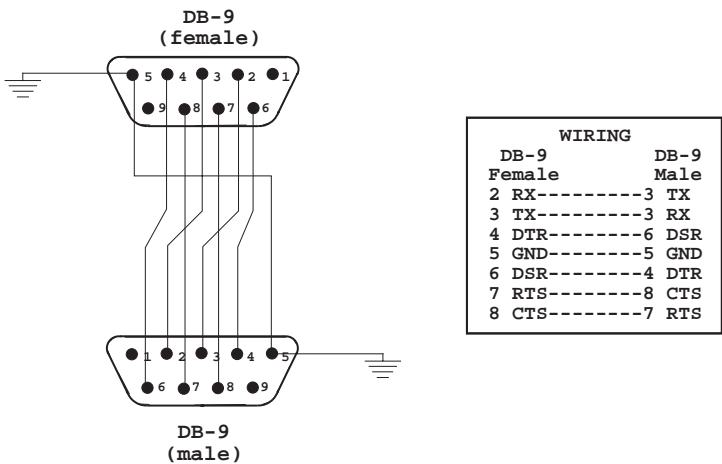 DB-9
(female)
5 4 3 2 1
9 8 7 6
1 2 3 4 5
6 7 8 9
DB-9
(male)
WIRING
DB-9 DB-9
Female Male
2 RX---------3 TX
3 TX---------3 RX
4 DTR--------6 DSR
5 GND--------5 GND
6 DSR--------4 DTR
7 RTS--------8 CTS
8 CTS--------7 RTS